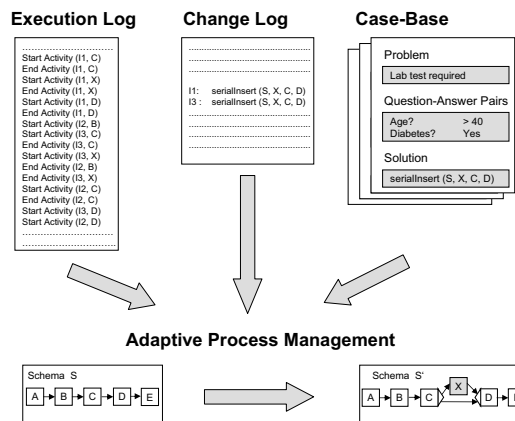 Execution Log
Start Activity (I1, C)
End Activity (I1, C)
Start Activity (I1, X)
End Activity (I1, X)
Start Activity (I1, D)
End Activity (I1, D)
Start Activity (I2, B)
Start Activity (I3, C)
End Activity (I3, C)
Start Activity (I3, X)
End Activity (I2, B)
End Activity (I3, X)
Start Activity (I2, C)
End Activity (I2, C)
Start Activity (I3, D)
Start Activity (I2, D)
Change Log
I1: serialInsert (S, X, C, D)
I3 : serialInsert (S, X, C, D)
Case-Base
Problem
Lab test required
Question-Answer Pairs
Age? > 40
Diabetes? Yes
Solution
serialInsert (S, X, C, D)
Adaptive Process Management
Schema S
A B C D E
Schema S'
X
A B C D